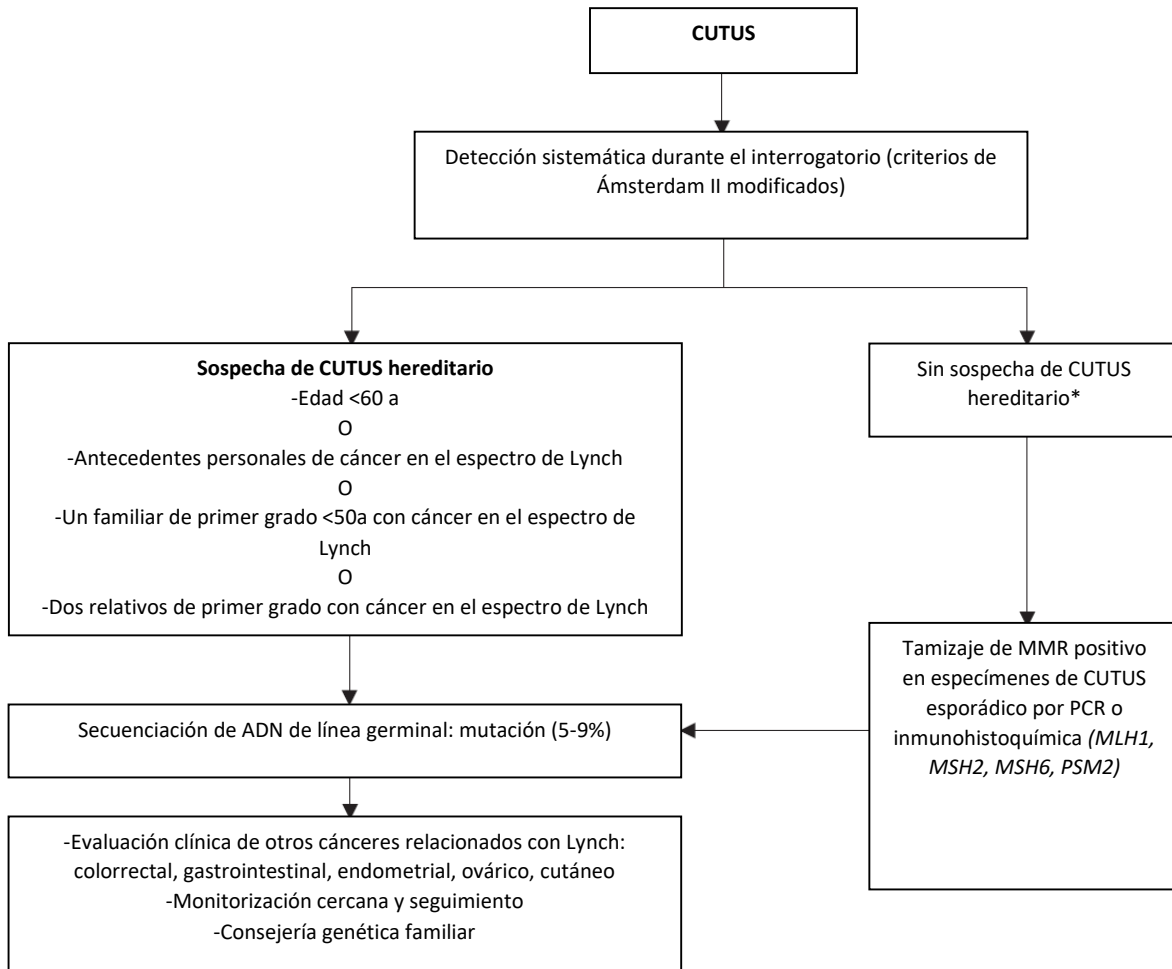 CUTUS
Detección sistemática durante el interrogatorio (criterios de
Ámsterdam II modificados)
Sospecha de CUTUS hereditario
-Edad <60 a
O
-Antecedentes personales de cáncer en el espectro de Lynch
O
-Un familiar de primer grado <50a con cáncer en el espectro de
Lynch
O
-Dos relativos de primer grado con cáncer en el espectro de Lynch
Sin sospecha de CUTUS
hereditario*
Tamizaje de MMR positivo
en especímenes de CUTUS
esporádico por PCR o
inmunohistoquímica (MLH1,
MSH2, MSH6, PSM2)
Secuenciación de ADN de línea germinal: mutación (5-9%)
-Evaluación clínica de otros cánceres relacionados con Lynch:
colorrectal, gastrointestinal, endometrial, ovárico, cutáneo
-Monitorización cercana y seguimiento
-Consejería genética familiar